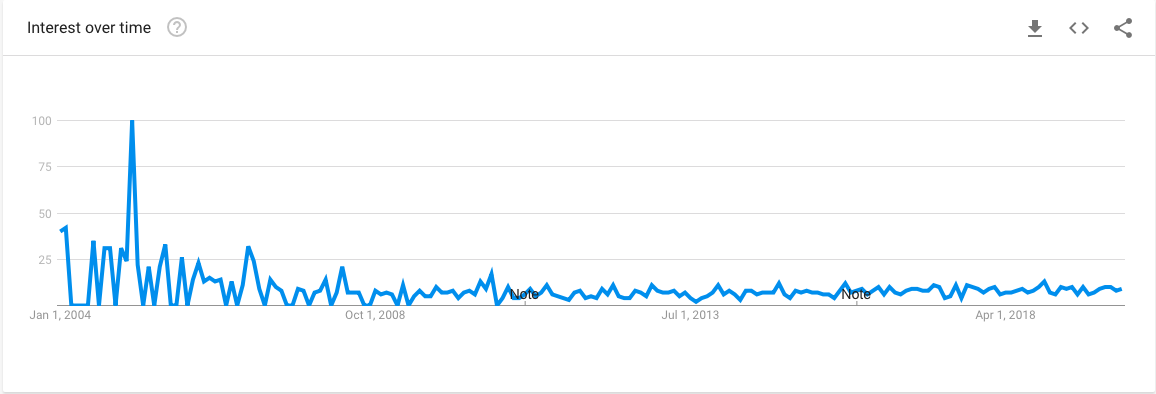 Interest over time
100
75
50
25
Note Note
Jan 1, 2004 Oct 1, 2008 Jul 1, 2013 Apr 1, 2018